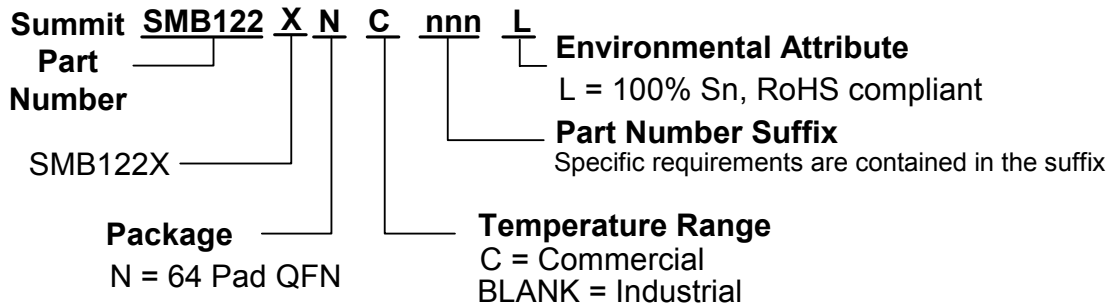 Summit SMB122 X N C nnn L
Part
Number
Environmental Attribute
L = 100% Sn, RoHS compliant
Part Number Suffix
Specific requirements are contained in the suffix
SMB122X
Package
N = 64 Pad QFN
Temperature Range
C = Commercial
BLANK = Industrial